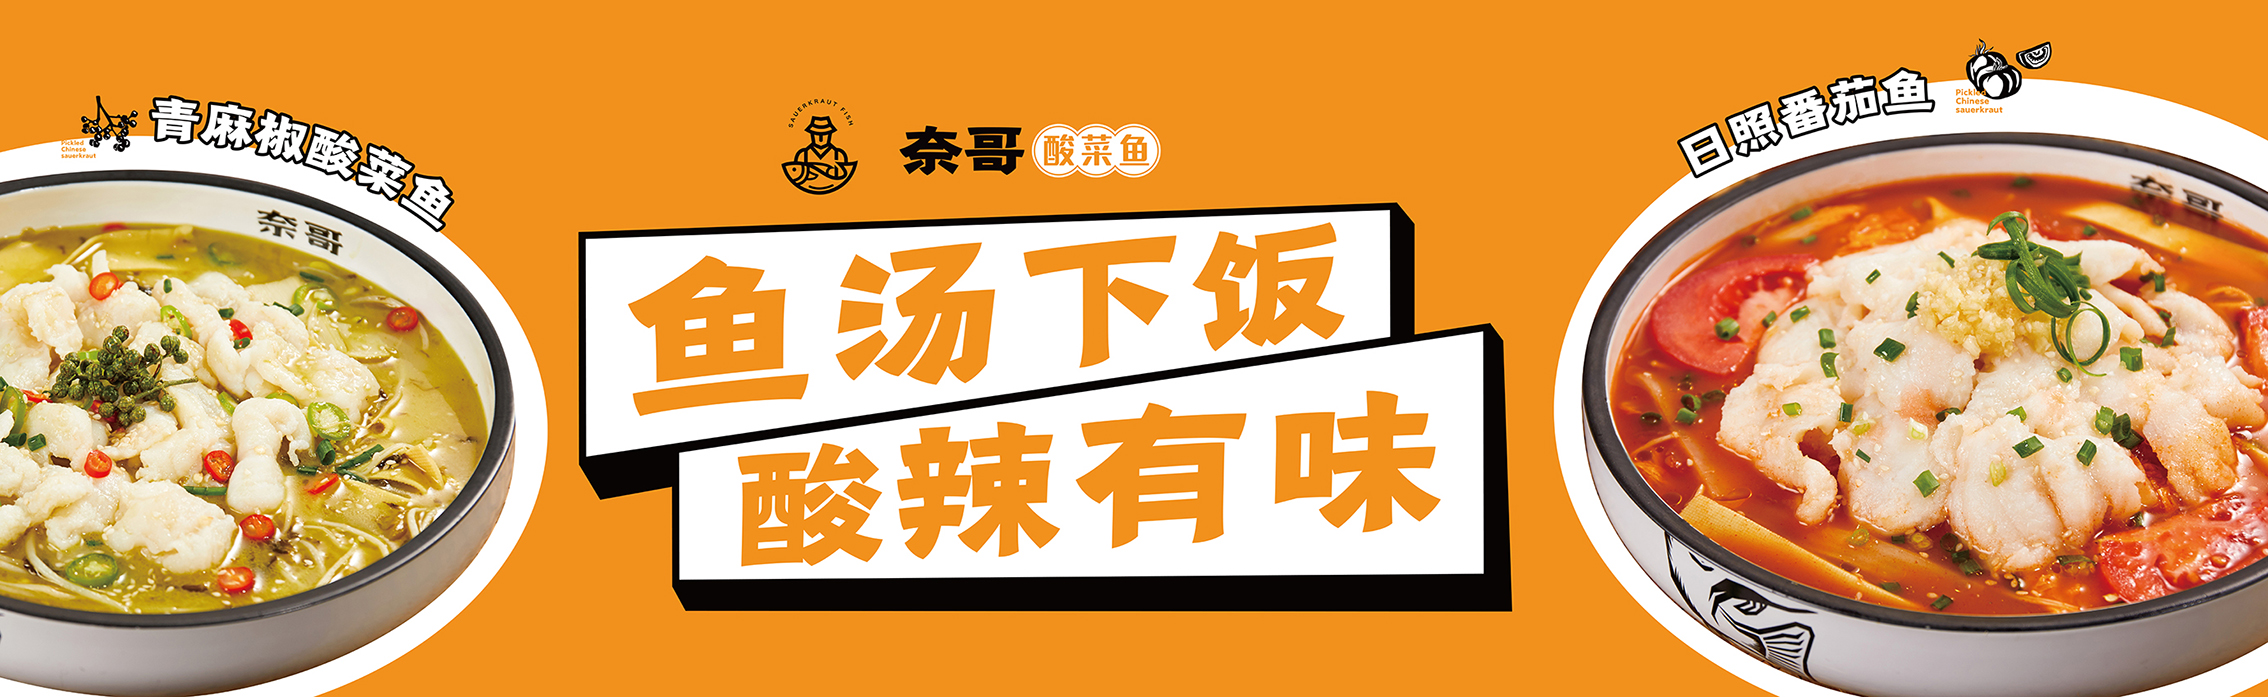 SAUERKRAUT FISH
奈哥 酸菜鱼
鱼汤下饭
酸辣有味
青麻椒酸菜鱼
Pickled
Chinese
sauerkraut
奈哥
日照番茄鱼
Pickled
Chinese
sauerkraut
奈哥